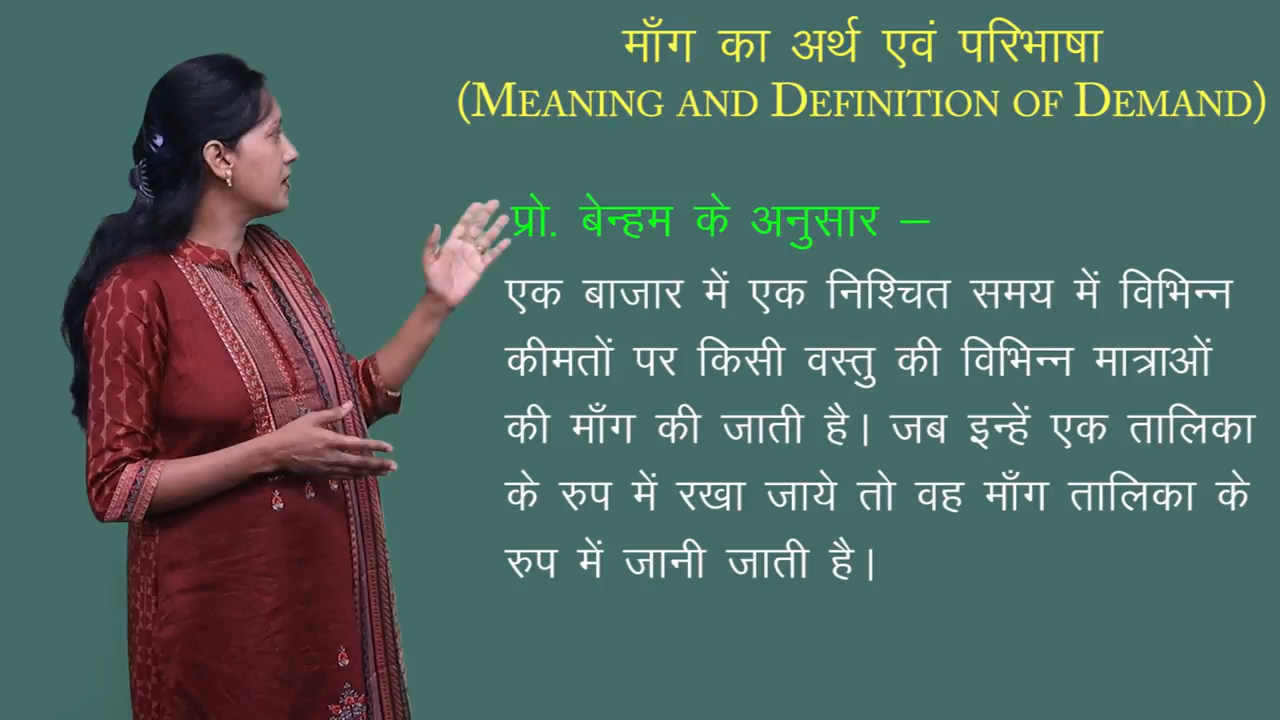 माँग का अर्थ एवं परिभाषा
(MEANING AND DEFINITION OF DEMAND)
प्रो. बेन्हम के अनुसार –
एक बाजार में एक निश्चित समय में विभिन्न
कीमतों पर किसी वस्तु की विभिन्न मात्राओं
की माँग की जाती है। जब इन्हें एक तालिका
के रुप में रखा जाये तो वह माँग तालिका के
रुप में जानी जाती है।